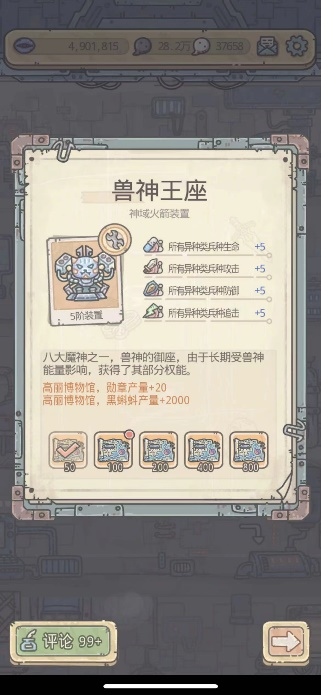 4,901,815 28.2万 37658
兽神王座
神域火箭装置
所有异种类兵种生命 +5
所有异种类兵种攻击 +5
所有异种类兵种防御 +5
所有异种类兵种追击 +5
5阶装置
八大魔神之一，兽神的御座，由于长期受兽神
能量影响，获得了其部分权能。
高丽博物馆，勋章产量+20
高丽博物馆，黑蝌蚪产量+2000
50 100 200 400 800
评论 99+